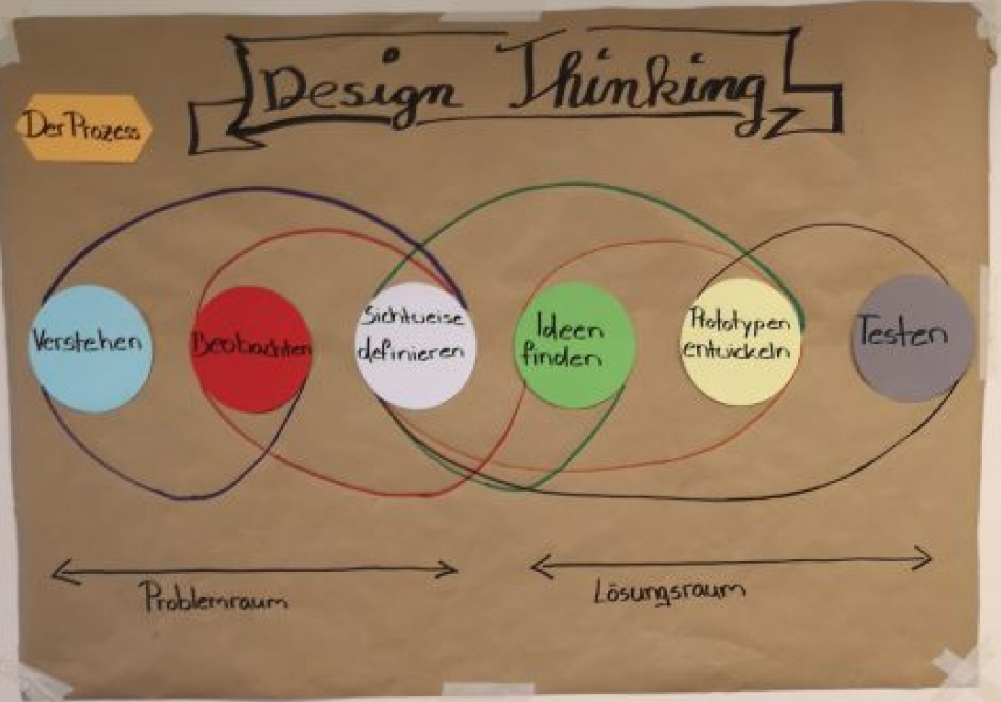 Design Thinking
Der Prozess
Verstehen
Beobachten
Sichtweise
definieren
Ideen
finden
Prototypen
entwickeln
Testen
Problemraum
Lösungsraum